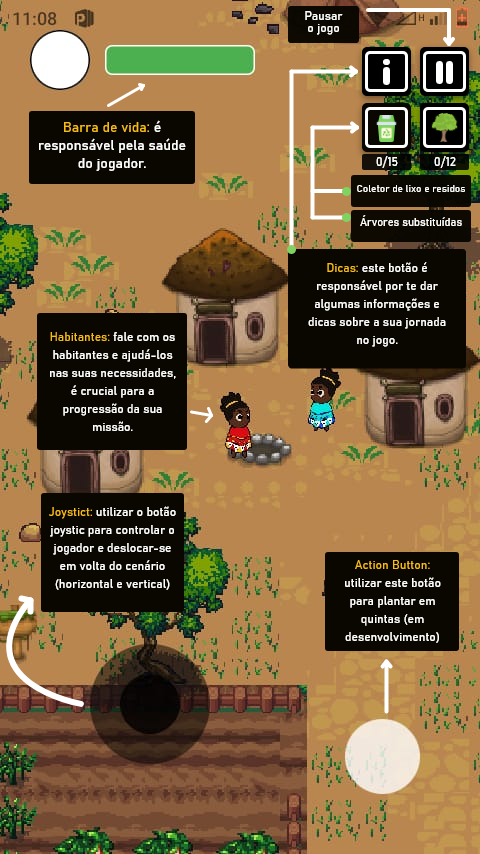 11:08
H
Pausar
o jogo
Barra de vida: é
responsável pela saúde
do jogador.
0/15
0/12
Coletor de lixo e residos
Árvores substituídas
Dicas: este botão é
responsável por te dar
algumas informações e
dicas sobre a sua jornada
no jogo.
Habitantes: fale com os
habitantes e ajudá-los
nas suas necessidades,
é crucial para a
progressão da sua
missão.
Joystict: utilizar o botão
joystic para controlar o
jogador e deslocar-se
em volta do cenário
(horizontal e vertical)
Action Button:
utilizar este botão
para plantar em
quintas (em
desenvolvimento)